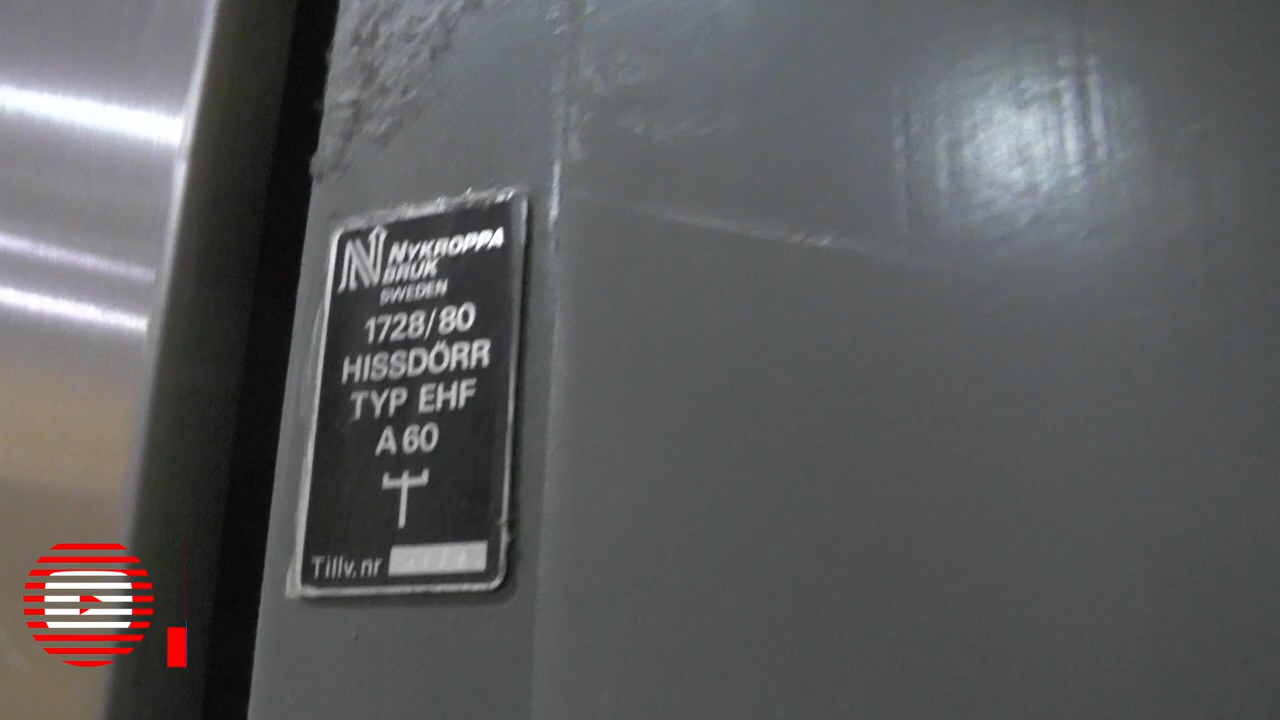 NYKROPPA
BRUK
SWEDEN
1728/80
HISSDÖRR
TYP EHF
A 60
Tillv. nr